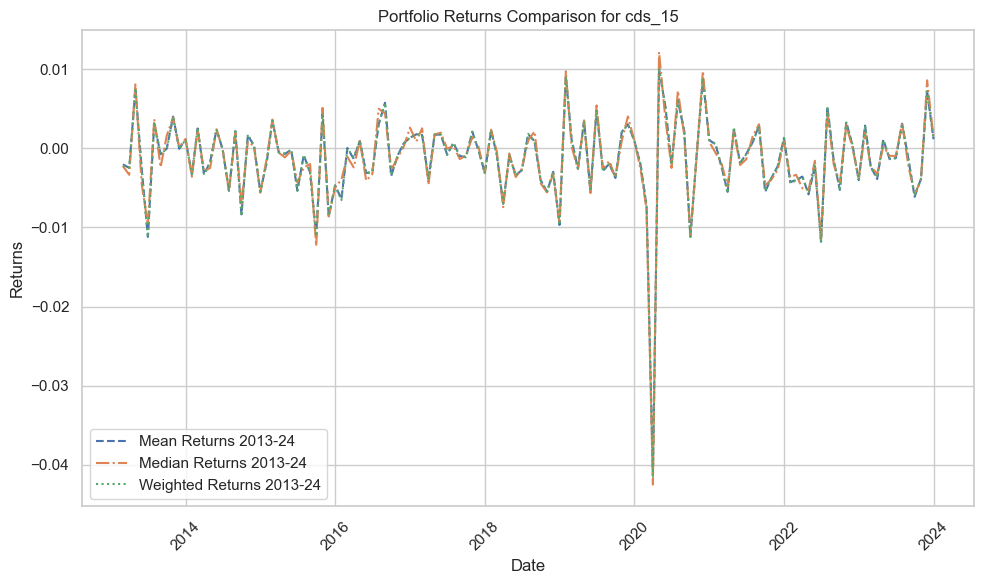 Portfolio Returns Comparison for cds_15
Returns
0.01
0.00
−0.01
−0.02
−0.03
−0.04
Mean Returns 2013-24
Median Returns 2013-24
Weighted Returns 2013-24
2014
2016
2018
2020
2022
2024
Date